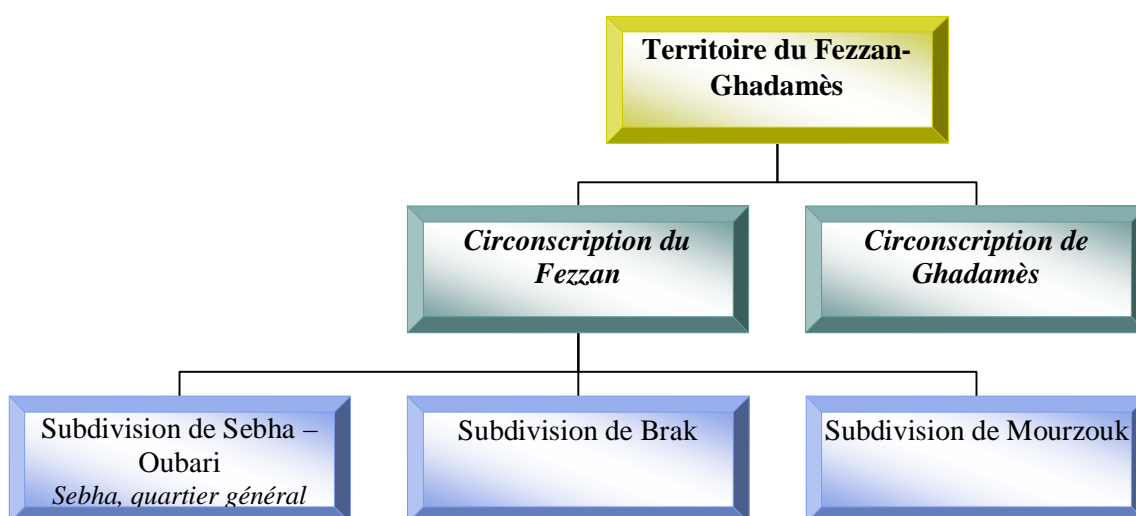 Territoire du Fezzan-
Ghadamès
Circonscription du
Fezzan
Circonscription de
Ghadamès
Subdivision de Sebha –
Oubari
Sebha, quartier général
Subdivision de Brak
Subdivision de Mourzouk